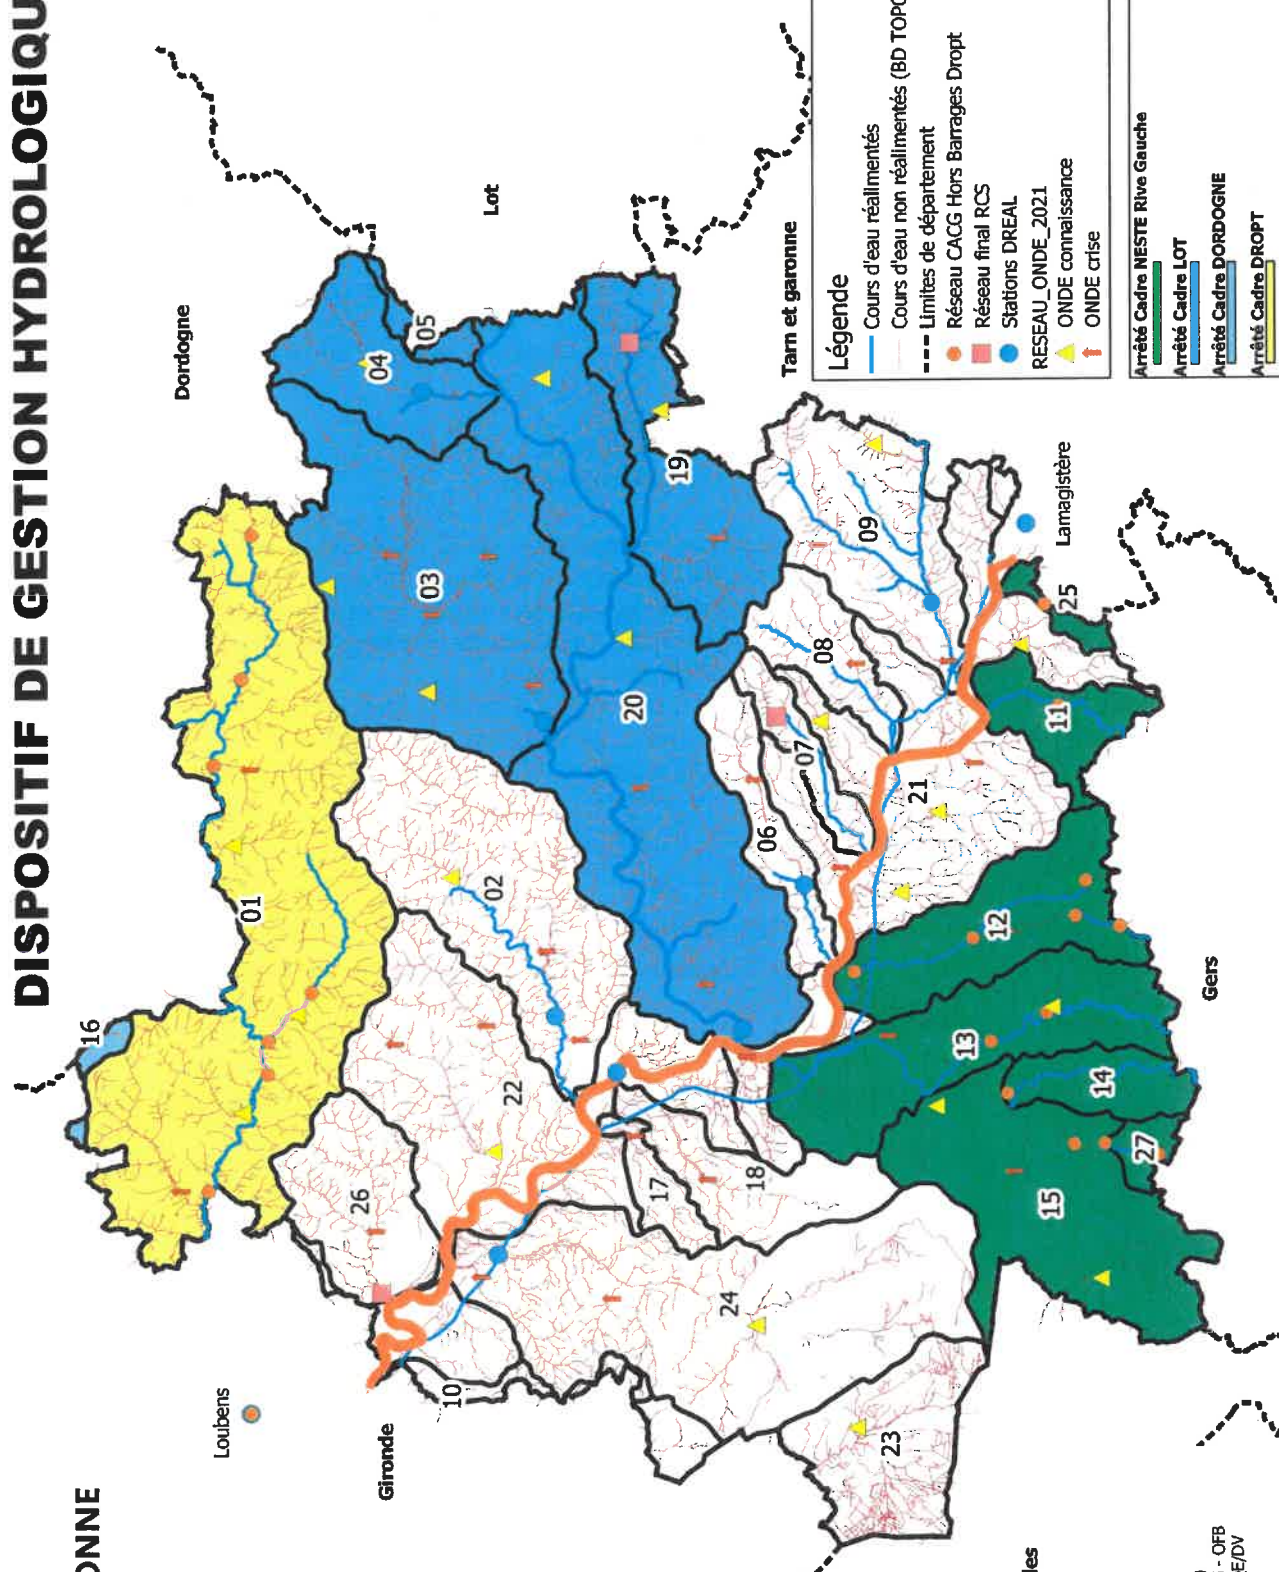 DISPOSITIF DE GESTION HYDROLOGIQU
ONNE
Dordogne
Lot
Tarn et garonne
Lamagistère
Gers
Gironde
Loubens
des
- OFB
E/DV
01
02
03
04
05
06
07
08
09
10
11
12
13
14
15
16
17
18
19
20
21
22
23
24
25
26
27
Légende
Cours d'eau réalimentés
Cours d'eau non réalimentés (BD TOPO
Limites de département
Réseau CACG Hors Barrages Dropt
Réseau final RCS
Stations DREAL
RESEAU_ONDE_2021
ONDE connaissance
ONDE crise
Arrêté Cadre NESTE Rive Gauche
Arrêté Cadre LOT
Arrêté Cadre DORDOGNE
Arrêté Cadre DROPT